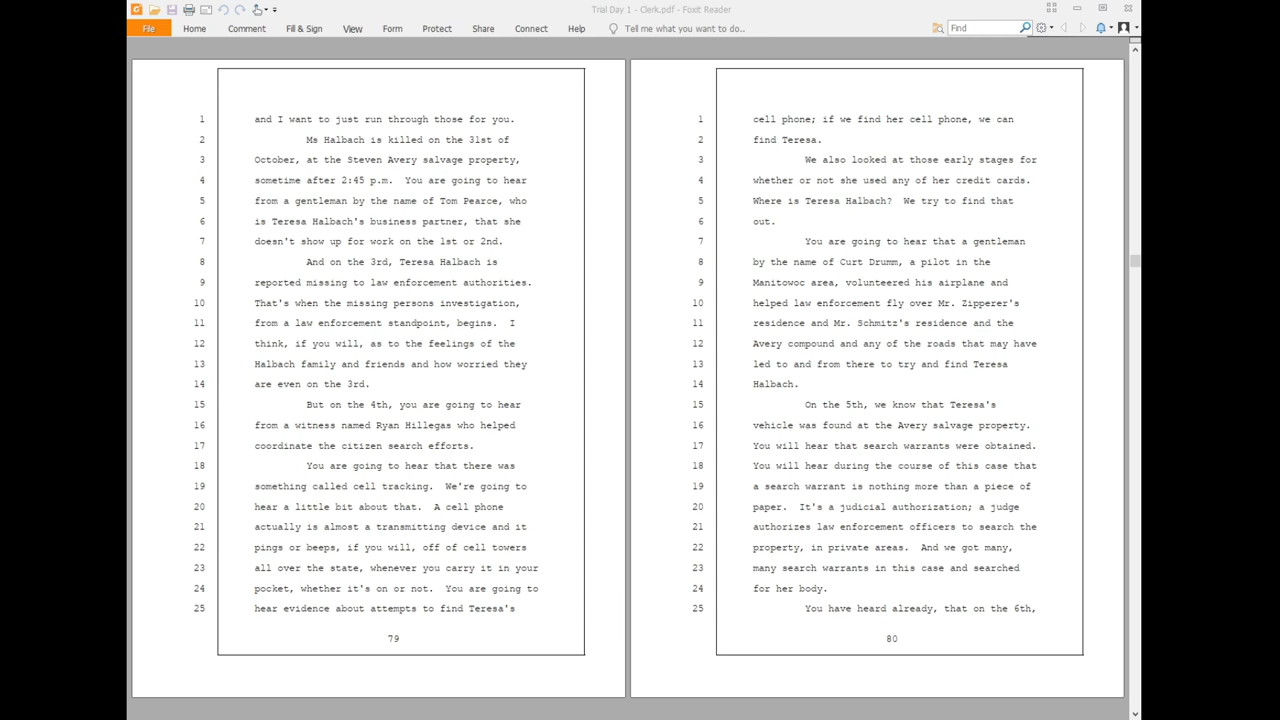 Trial Day 1 - Clerk.pdf - Foxit Reader
File Home Comment Fill & Sign View Form Protect Share Connect Help Tell me what you want to do.. Find
1 and I want to just run through those for you.
2 Ms Halbach is killed on the 31st of
3 October, at the Steven Avery salvage property,
4 sometime after 2:45 p.m. You are going to hear
5 from a gentleman by the name of Tom Pearce, who
6 is Teresa Halbach's business partner, that she
7 doesn't show up for work on the 1st or 2nd.
8 And on the 3rd, Teresa Halbach is
9 reported missing to law enforcement authorities.
10 That's when the missing persons investigation,
11 from a law enforcement standpoint, begins. I
12 think, if you will, as to the feelings of the
13 Halbach family and friends and how worried they
14 are even on the 3rd.
15 But on the 4th, you are going to hear
16 from a witness named Ryan Hillegas who helped
17 coordinate the citizen search efforts.
18 You are going to hear that there was
19 something called cell tracking. We're going to
20 hear a little bit about that. A cell phone
21 actually is almost a transmitting device and it
22 pings or beeps, if you will, off of cell towers
23 all over the state, whenever you carry it in your
24 pocket, whether it's on or not. You are going to
25 hear evidence about attempts to find Teresa's
79
1 cell phone; if we find her cell phone, we can
2 find Teresa.
3 We also looked at those early stages for
4 whether or not she used any of her credit cards.
5 Where is Teresa Halbach? We try to find that
6 out.
7 You are going to hear that a gentleman
8 by the name of Curt Drumm, a pilot in the
9 Manitowoc area, volunteered his airplane and
10 helped law enforcement fly over Mr. Zipperer's
11 residence and Mr. Schmitz's residence and the
12 Avery compound and any of the roads that may have
13 led to and from there to try and find Teresa
14 Halbach.
15 On the 5th, we know that Teresa's
16 vehicle was found at the Avery salvage property.
17 You will hear that search warrants were obtained.
18 You will hear during the course of this case that
19 a search warrant is nothing more than a piece of
20 paper. It's a judicial authorization; a judge
21 authorizes law enforcement officers to search the
22 property, in private areas. And we got many,
23 many search warrants in this case and searched
24 for her body.
25 You have heard already, that on the 6th,
80